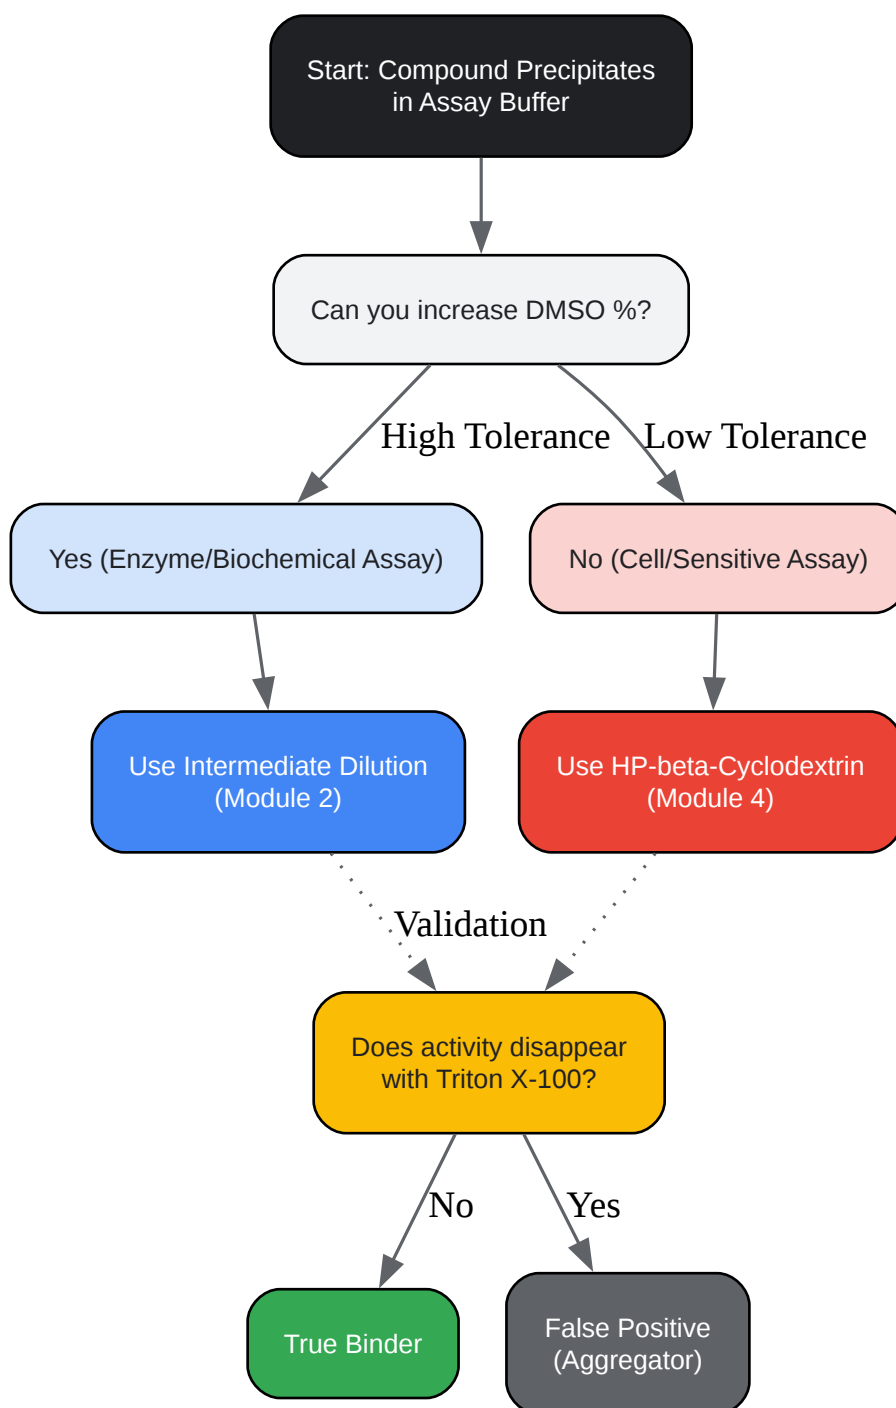 Start: Compound Precipitates
in Assay Buffer
Can you increase DMSO %?
High Tolerance
Low Tolerance
Yes (Enzyme/Biochemical Assay)
No (Cell/Sensitive Assay)
Use Intermediate Dilution
(Module 2)
Use HP-beta-Cyclodextrin
(Module 4)
Validation
Does activity disappear
with Triton X-100?
No
Yes
True Binder
False Positive
(Aggregator)